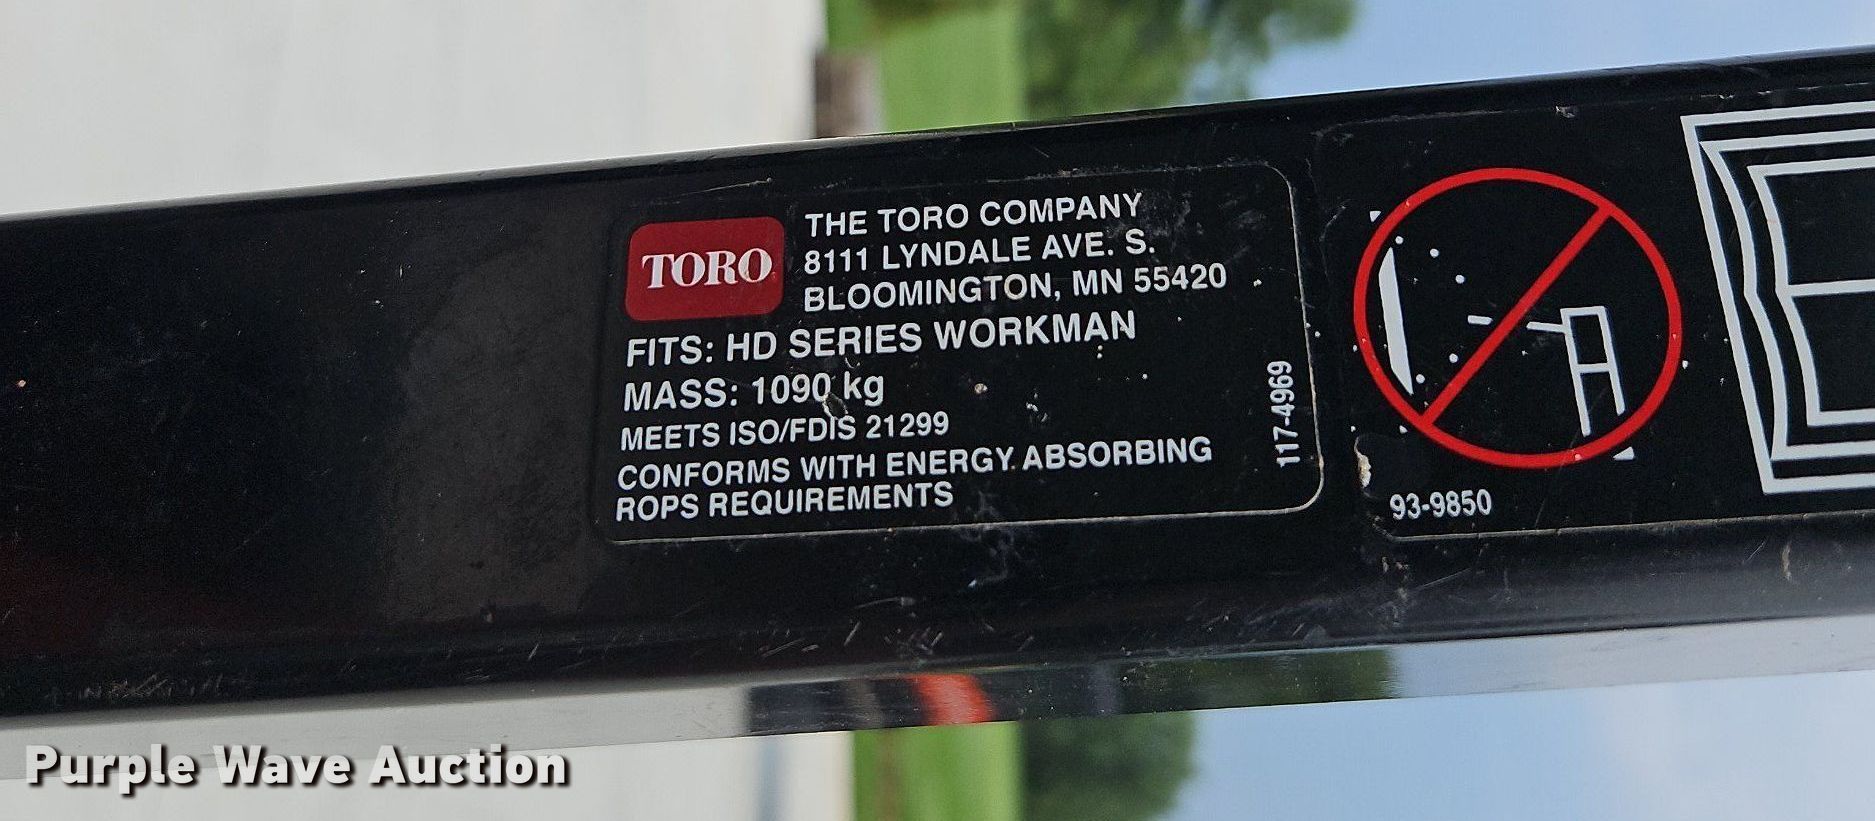 TORO
THE TORO COMPANY
8111 LYNDALE AVE. S.
BLOOMINGTON, MN 55420
FITS: HD SERIES WORKMAN
MASS: 1090 kg
MEETS ISO/FDIS 21299
CONFORMS WITH ENERGY ABSORBING
ROPS REQUIREMENTS
117-4969
93-9850
Purple Wave Auction